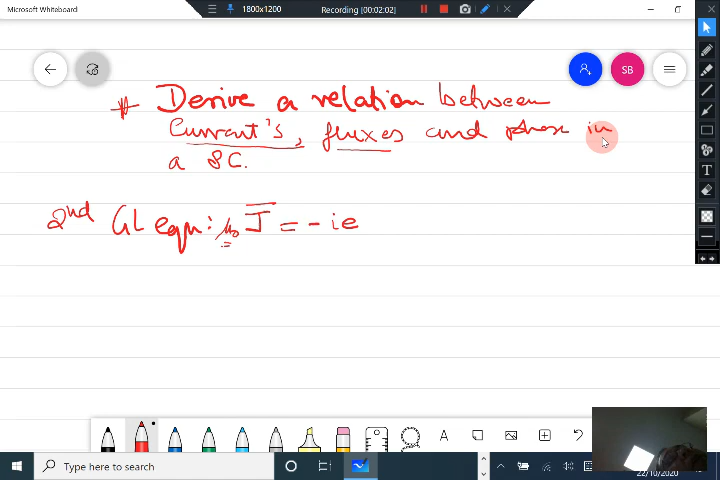 Microsoft Whiteboard
1800x1200
Recording [00:02:02]
SB
# Derive a relation between
Current's, fluxes and phase in
a SC.
2nd GL eqn: μ₀ J = - ie
A
T
Type here to search
22/10/2020